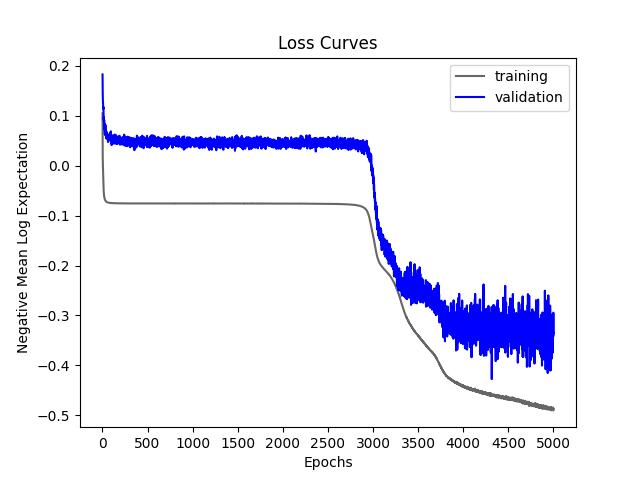 Loss Curves
training
validation
Negative Mean Log Expectation
0.2
0.1
0.0
−0.1
−0.2
−0.3
−0.4
−0.5
0 500 1000 1500 2000 2500 3000 3500 4000 4500 5000
Epochs